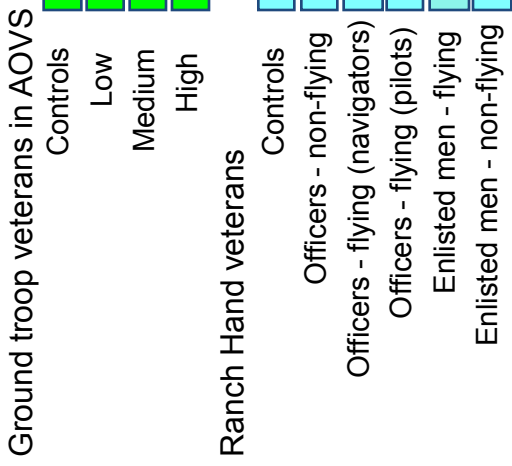 Ground troop veterans in AOVS
Controls
Low
Medium
High
Ranch Hand veterans
Controls
Officers - non-flying
Officers - flying (navigators)
Officers - flying (pilots)
Enlisted men - flying
Enlisted men - non-flying